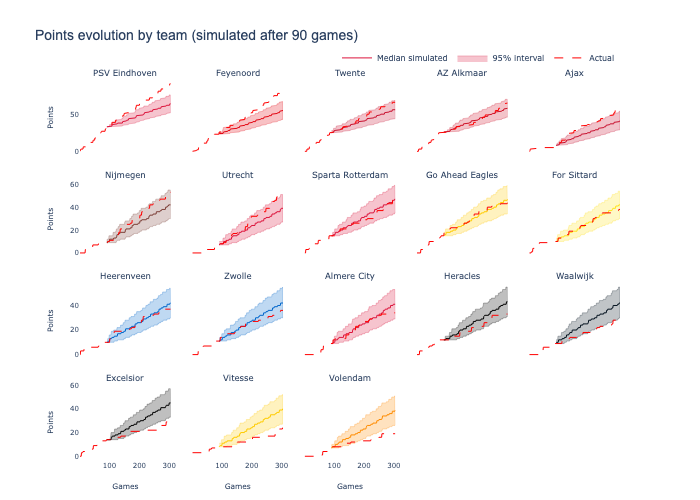 Points evolution by team (simulated after 90 games)
Median simulated 95% interval Actual
PSV Eindhoven Feyenoord Twente AZ Alkmaar Ajax
50
0
Points
Nijmegen Utrecht Sparta Rotterdam Go Ahead Eagles For Sittard
60
40
20
0
Points
Heerenveen Zwolle Almere City Heracles Waalwijk
40
20
0
Points
Excelsior Vitesse Volendam
60
40
20
0
Points
100 200 300 100 200 300 100 200 300
Games Games Games